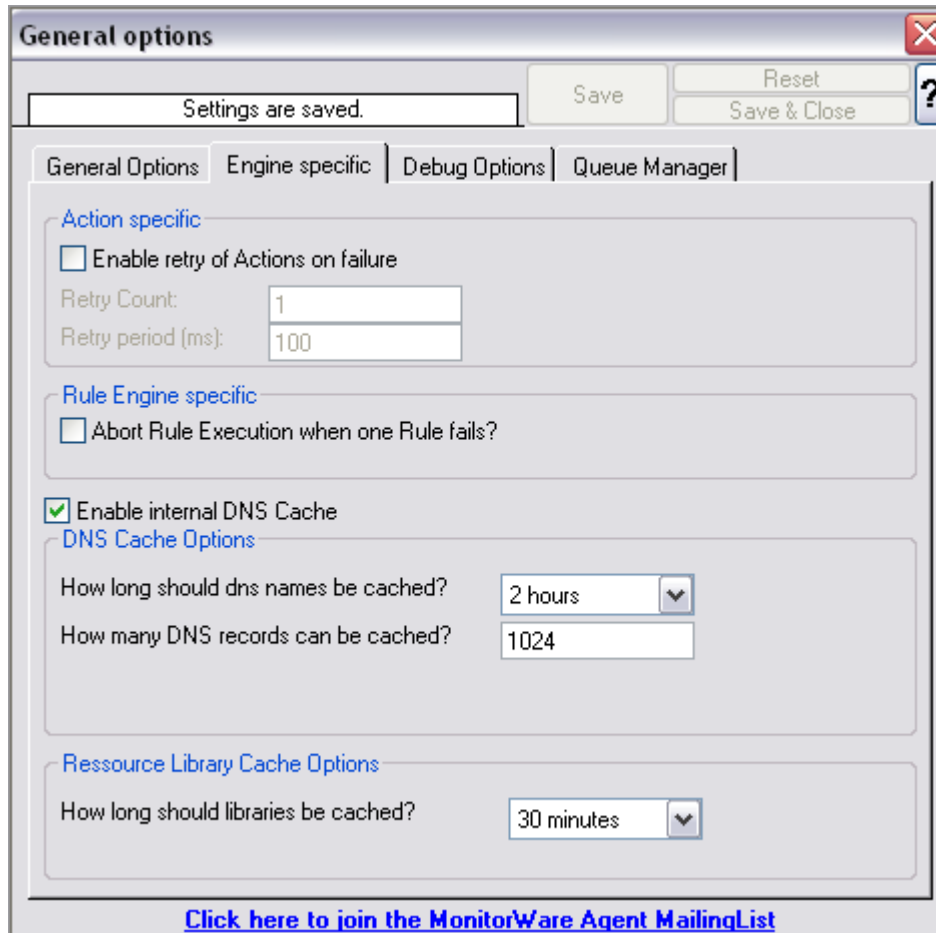 General options
Settings are saved.
Save
Reset
Save & Close
?
General Options
Engine specific
Debug Options
Queue Manager
Action specific
Enable retry of Actions on failure
Retry Count:
1
Retry period (ms):
100
Rule Engine specific
Abort Rule Execution when one Rule fails?
Enable internal DNS Cache
DNS Cache Options
How long should dns names be cached?
2 hours
How many DNS records can be cached?
1024
Ressource Library Cache Options
How long should libraries be cached?
30 minutes
Click here to join the MonitorWare Agent MailingList